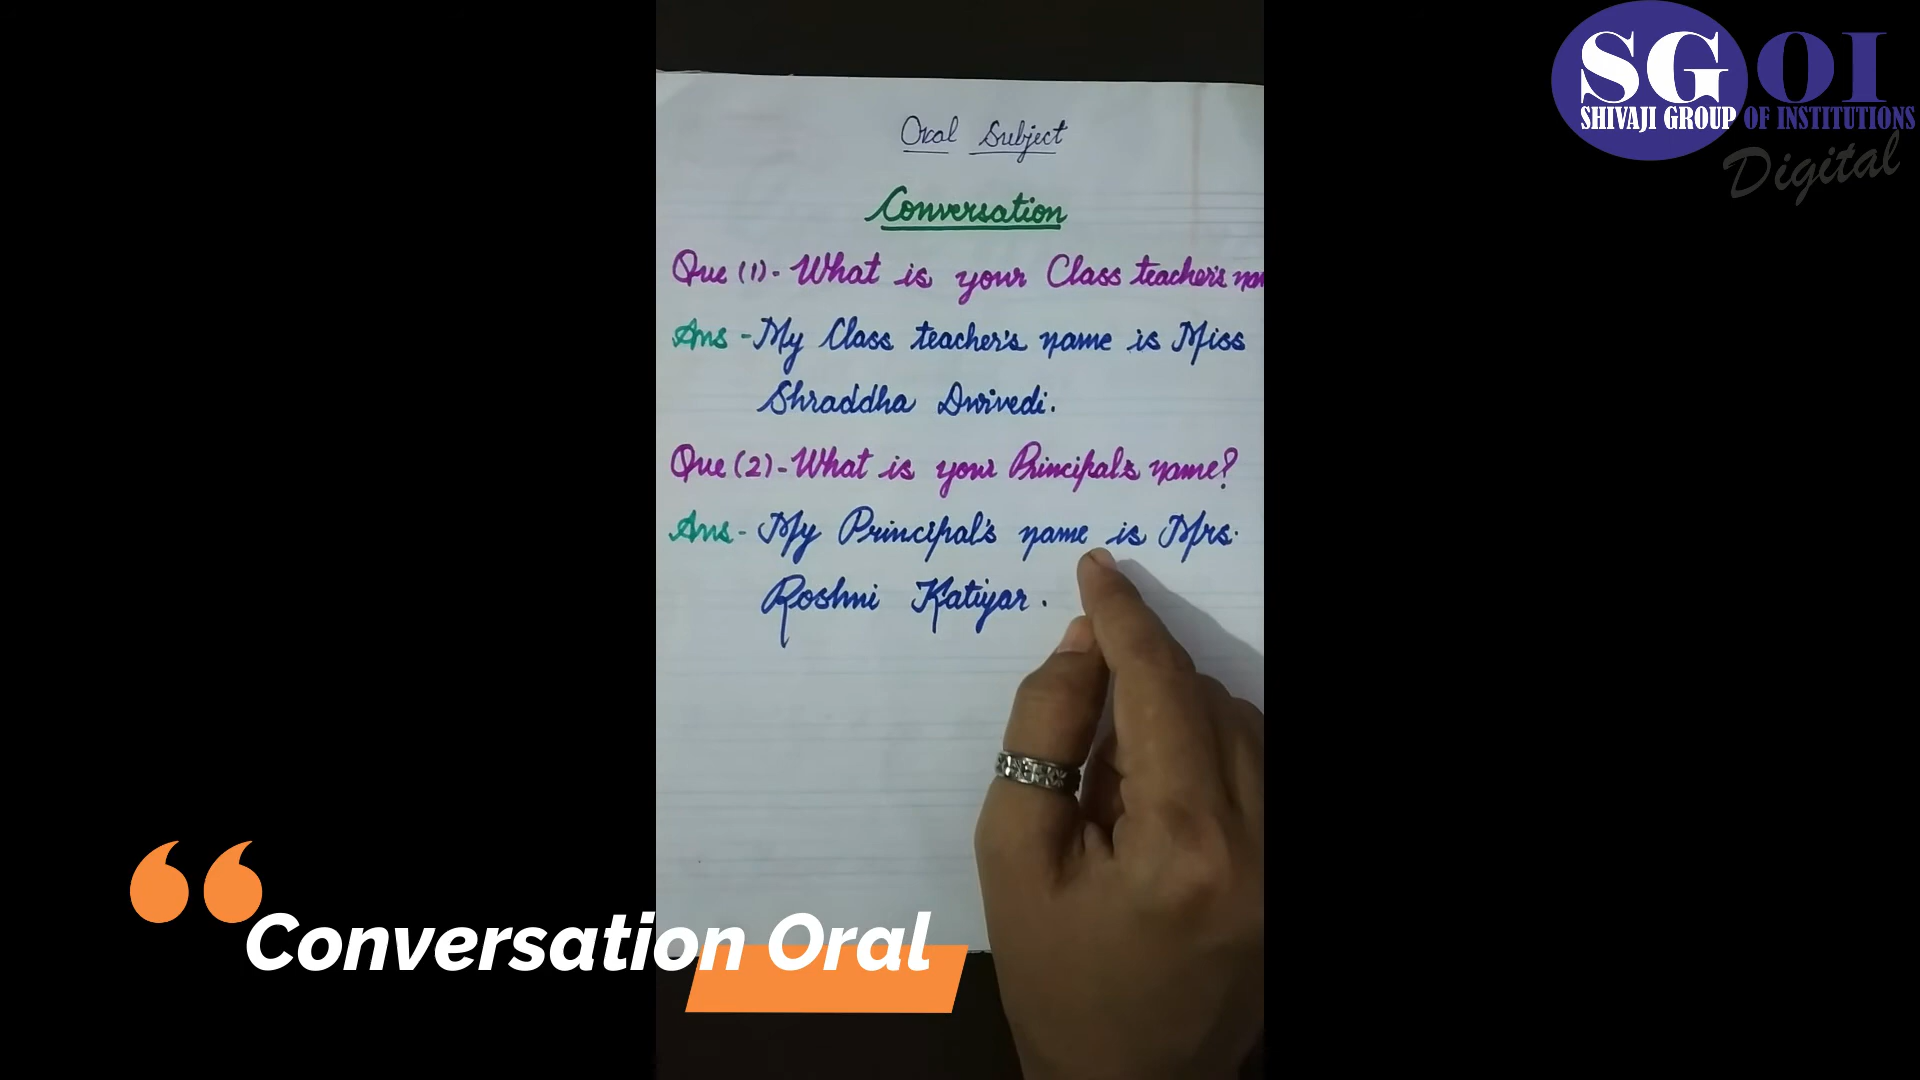 SGOI
SHIVAJI GROUP OF INSTITUTIONS
Digital
Oral Subject
Conversation
Que (1)- What is your Class teacher's
Ans - My Class teacher's name is Miss
Shraddha Dwivedi.
Que (2)- What is your Principal's name?
Ans - My Principal's name is Mrs.
Roshni Katiyar.
Conversation Oral